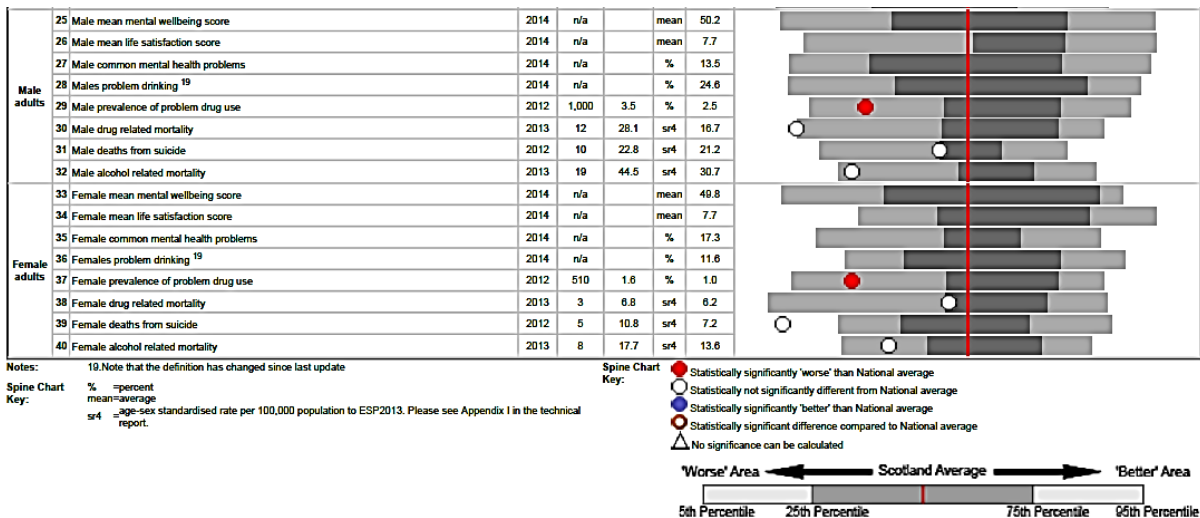 25 Male mean mental wellbeing score 2014 n/a mean 50.2
26 Male mean life satisfaction score 2014 n/a mean 7.7
27 Male common mental health problems 2014 n/a % 13.5
28 Males problem drinking 19 2014 n/a % 24.6
Male adults
29 Male prevalence of problem drug use 2012 1,000 3.5 % 2.5
30 Male drug related mortality 2013 12 28.1 sr4 16.7
31 Male deaths from suicide 2012 10 22.8 sr4 21.2
32 Male alcohol related mortality 2013 19 44.5 sr4 30.7
33 Female mean mental wellbeing score 2014 n/a mean 49.8
34 Female mean life satisfaction score 2014 n/a mean 7.7
35 Female common mental health problems 2014 n/a % 17.3
36 Females problem drinking 19 2014 n/a % 11.6
Female adults
37 Female prevalence of problem drug use 2012 510 1.6 % 1.0
38 Female drug related mortality 2013 3 6.8 sr4 6.2
39 Female deaths from suicide 2012 5 10.8 sr4 7.2
40 Female alcohol related mortality 2013 8 17.7 sr4 13.6
Notes: 19.Note that the definition has changed since last update
Spine Chart Key:
% =percent
mean=average
sr4 =age-sex standardised rate per 100,000 population to ESP2013. Please see Appendix I in the technical
report.
Spine Chart
Key:
Statistically significantly 'worse' than National average
Statistically not significantly different from National average
Statistically significantly 'better' than National average
Statistically significant difference compared to National average
No significance can be calculated
'Worse' Area Scotland Average 'Better' Area
5th Percentile 25th Percentile 75th Percentile 95th Percentile